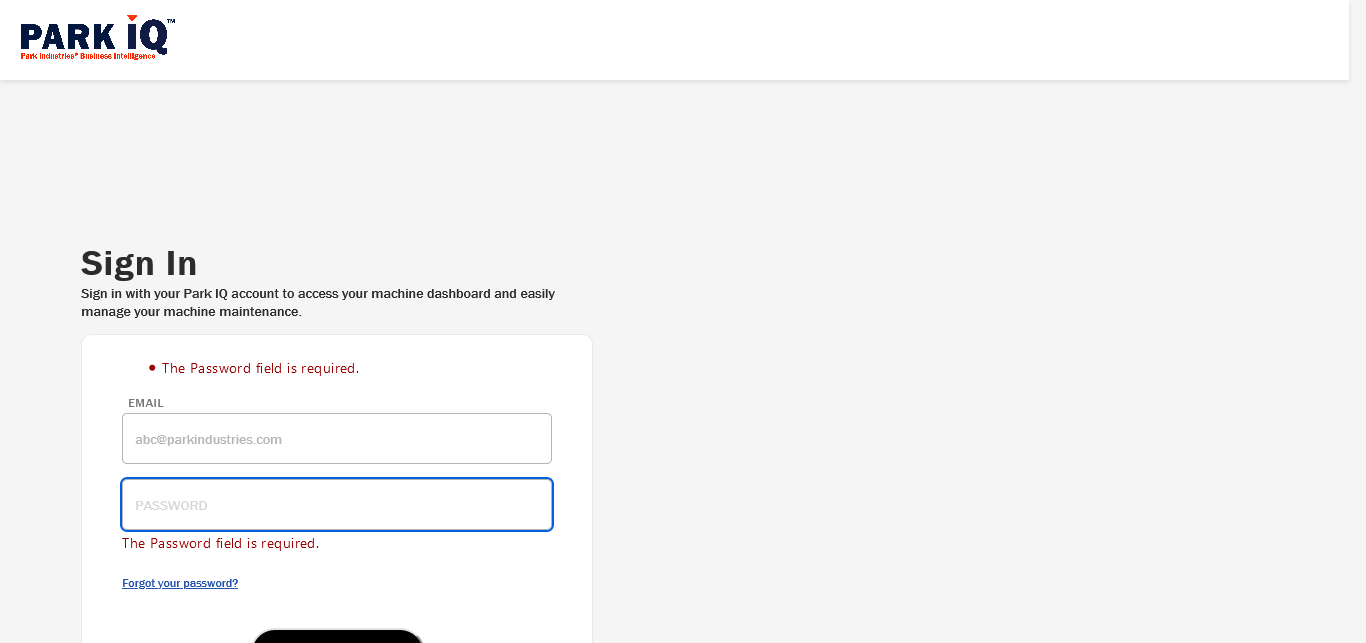 PARK iQ™
Park Industries® Business Intelligence
Sign In
Sign in with your Park IQ account to access your machine dashboard and easily
manage your machine maintenance.
• The Password field is required.
EMAIL
abc@parkindustries.com
PASSWORD
The Password field is required.
Forgot your password?